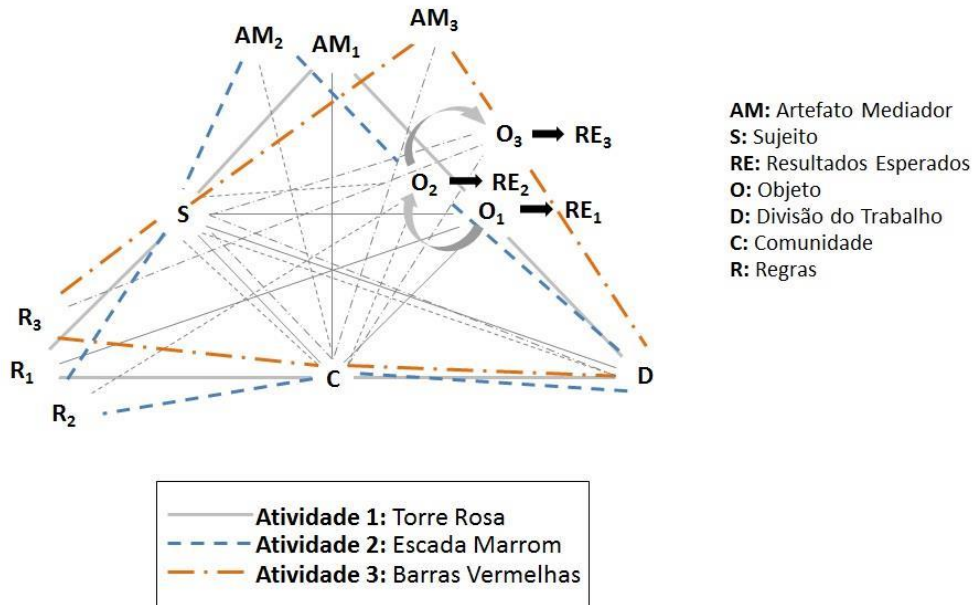 AM₃
AM₂
AM₁
O₃ RE₃
O₂ RE₂
O₁ RE₁
S
R₃
R₁
R₂
C
D
AM: Artefato Mediador
S: Sujeito
RE: Resultados Esperados
O: Objeto
D: Divisão do Trabalho
C: Comunidade
R: Regras
Atividade 1: Torre Rosa
Atividade 2: Escada Marrom
Atividade 3: Barras Vermelhas